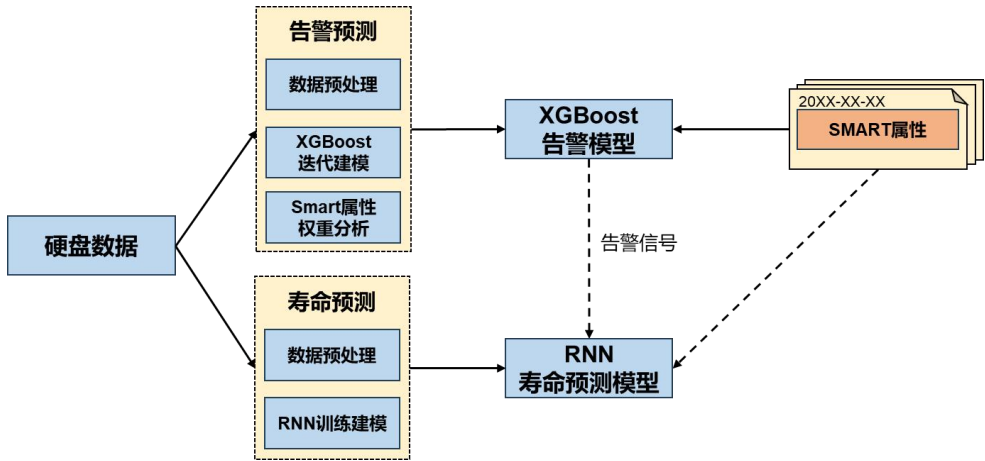 告警预测
数据预处理
XGBoost
迭代建模
Smart属性
权重分析
硬盘数据
寿命预测
数据预处理
RNN训练建模
XGBoost
告警模型
告警信号
RNN
寿命预测模型
20XX-XX-XX
SMART属性